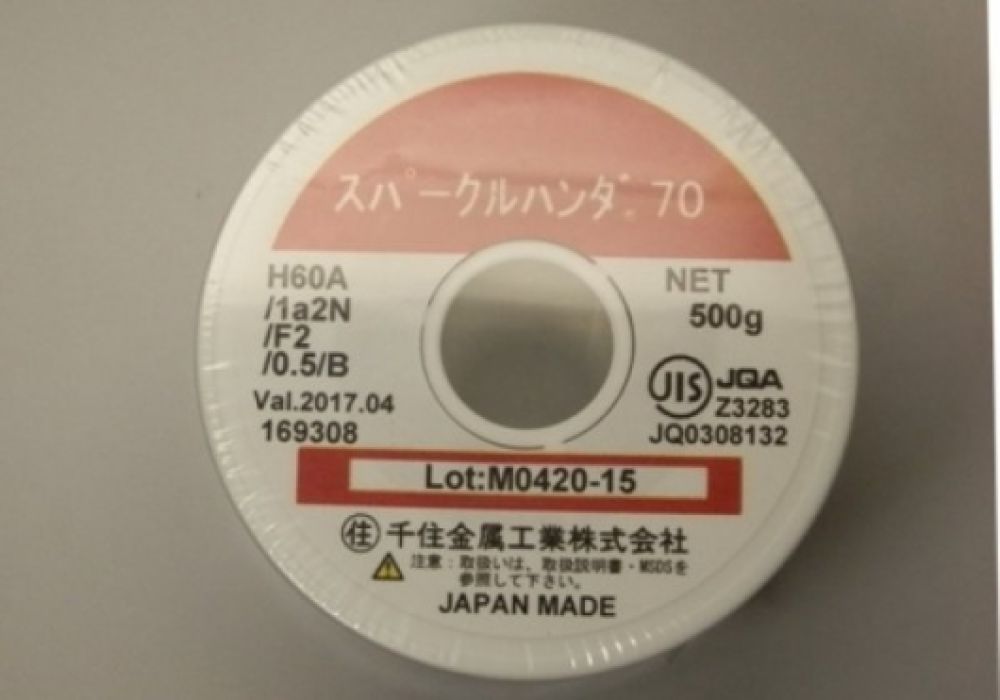 スパークルハンダ 70
H60A
/1a2N
/F2
/0.5/B
Val.2017.04
169308
NET
500g
JIS JQA
Z3283
JQ0308132
Lot:M0420-15
住 千住金属工業株式会社
注意:取扱いは、取扱説明書・MSDSを
参照して下さい。
JAPAN MADE